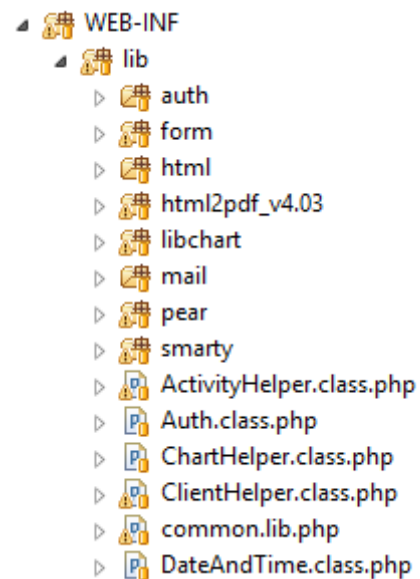 WEB-INF
lib
auth
form
html
html2pdf_v4.03
libchart
mail
pear
smarty
ActivityHelper.class.php
Auth.class.php
ChartHelper.class.php
ClientHelper.class.php
common.lib.php
DateAndTime.class.php